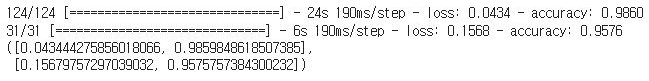 124/124 [==============================] - 24s 190ms/step - loss: 0.0434 - accuracy: 0.9860
31/31 [==============================] - 6s 190ms/step - loss: 0.1568 - accuracy: 0.9576
([0.043444275856018066, 0.9859848618507385],
 [0.15679757297039032, 0.9575757384300232])